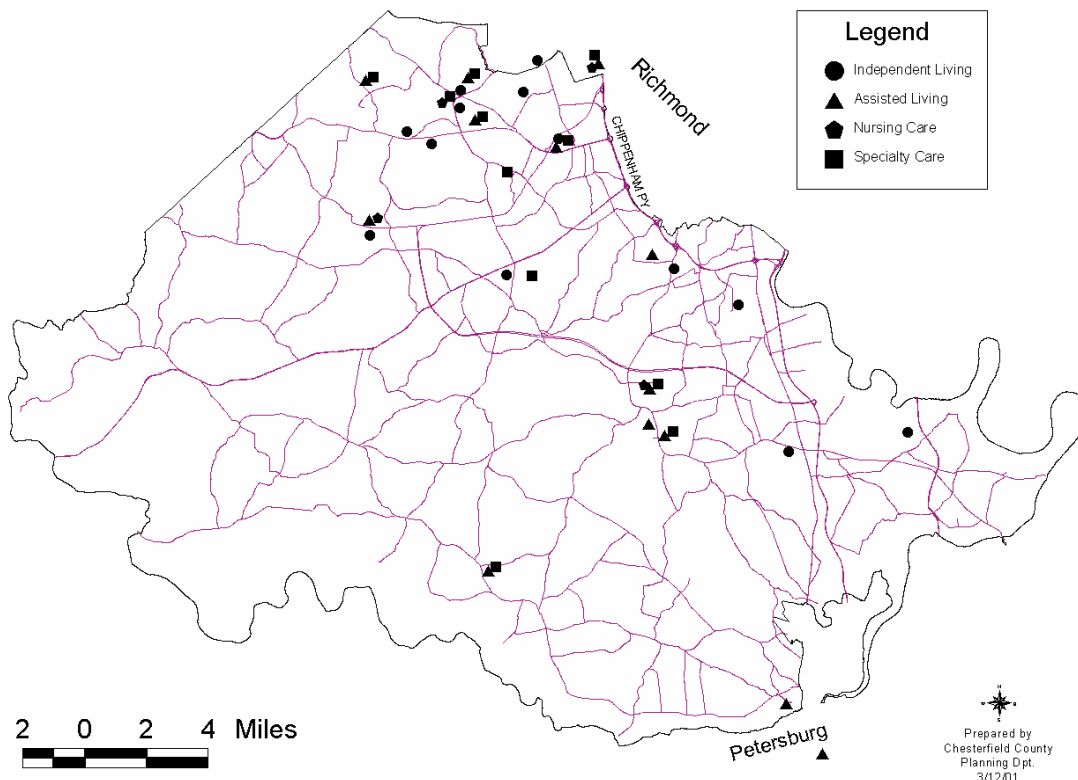 Legend
Independent Living
Assisted Living
Nursing Care
Specialty Care
Richmond
CHIPPENHAM PY
2 0 2 4 Miles
Petersburg
N
S
Prepared by
Chesterfield County
Planning Dpt.
3/12/01